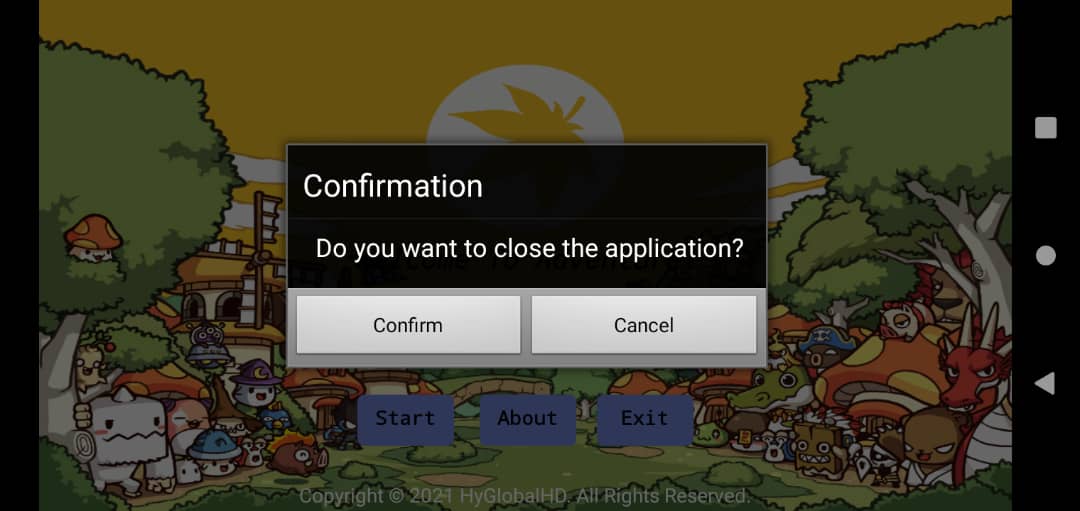 Confirmation
Do you want to close the application?
Confirm Cancel
Start About Exit
Copyright © 2021 HyGlobalHD. All Rights Reserved.